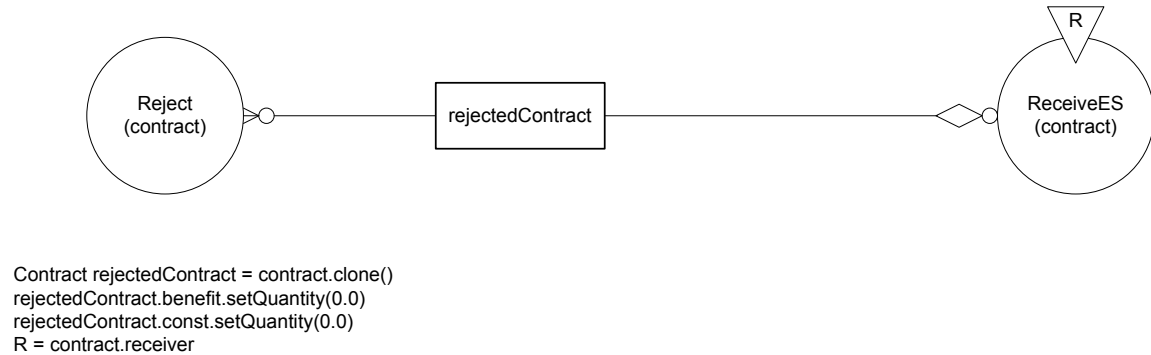 R
Reject
(contract)
rejectedContract
ReceiveES
(contract)
Contract rejectedContract = contract.clone()
rejectedContract.benefit.setQuantity(0.0)
rejectedContract.const.setQuantity(0.0)
R = contract.receiver